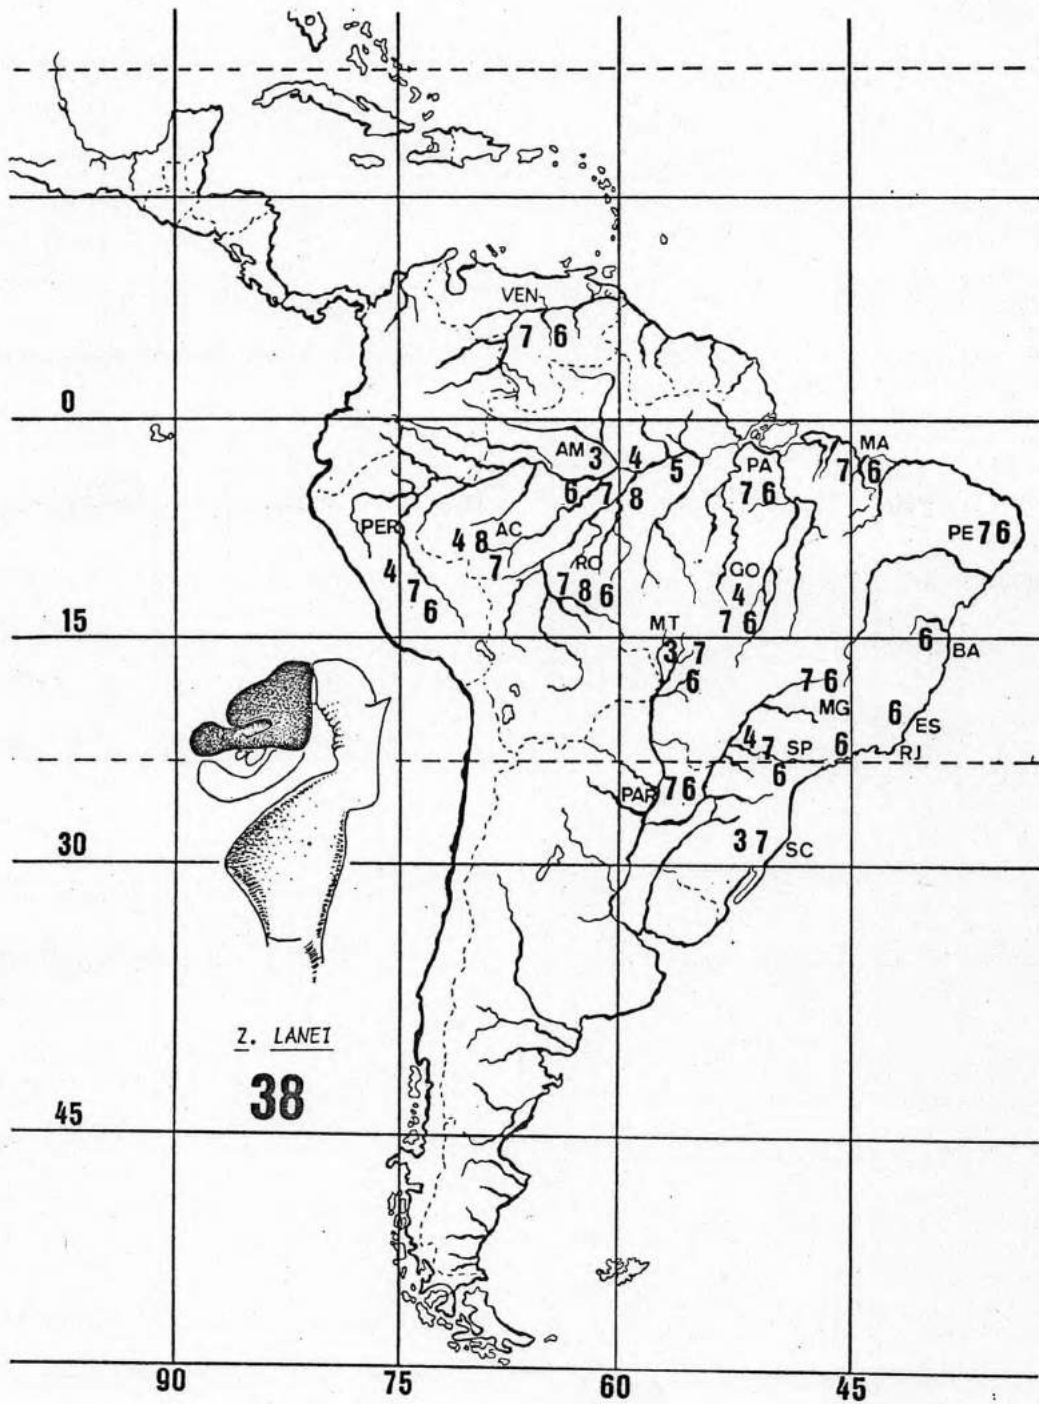 VEN
7 6
0
AM 3 4 5 PA MA
7 6
7 6
6 7 8
PER 4 8 AC PE 7 6
7 RO GO
4 7 8 6 4
7 6 7 6
15 MT 6 BA
3 7
6 7 6
MG 6 ES
4 7 SP 6 RJ
6
PAR 7 6
3 7 SC
30
Z. LANEI
38
45
90 75 60 45